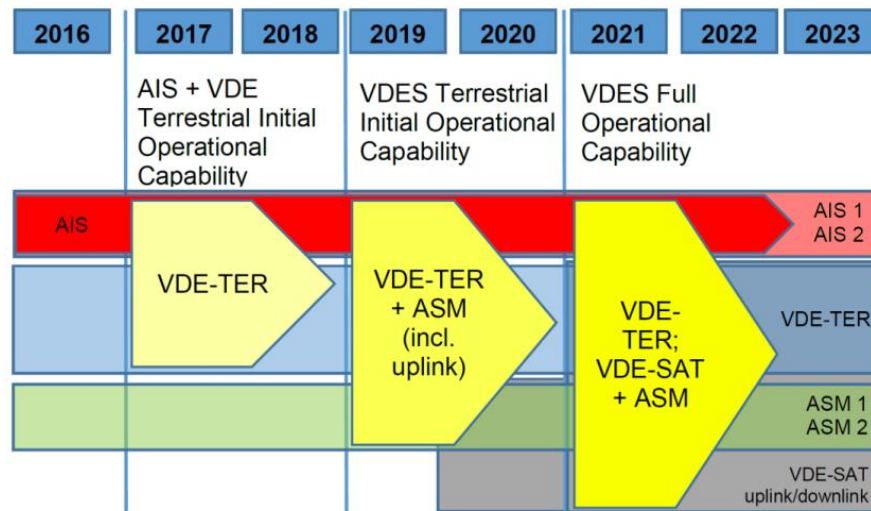 2016 2017 2018 2019 2020 2021 2022 2023
AIS + VDE
Terrestrial Initial
Operational
Capability
VDES Terrestrial
Initial Operational
Capability
VDES Full
Operational
Capability
AIS
AIS 1
AIS 2
VDE-TER
VDE-TER
+ ASM
(incl.
uplink)
VDE-
TER;
VDE-SAT
+ ASM
VDE-TER
ASM 1
ASM 2
VDE-SAT
uplink/downlink